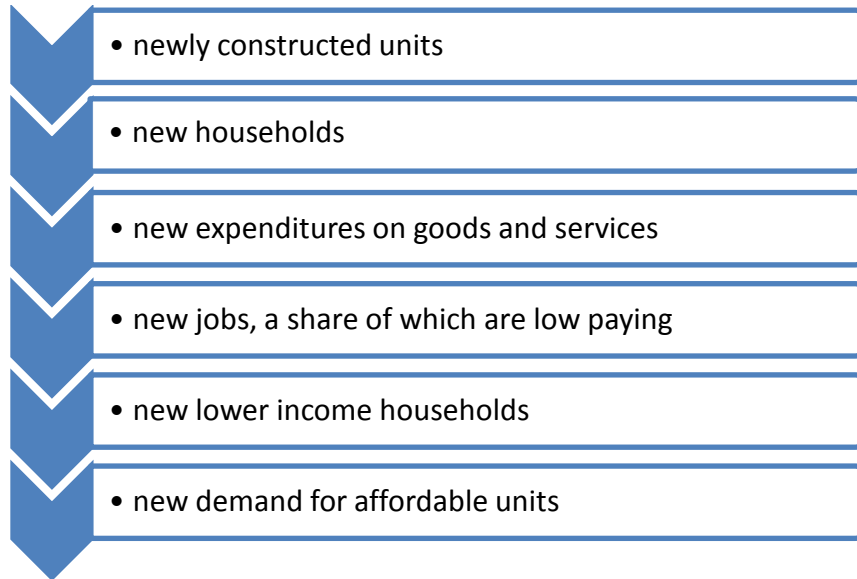 • newly constructed units
• new households
• new expenditures on goods and services
• new jobs, a share of which are low paying
• new lower income households
• new demand for affordable units